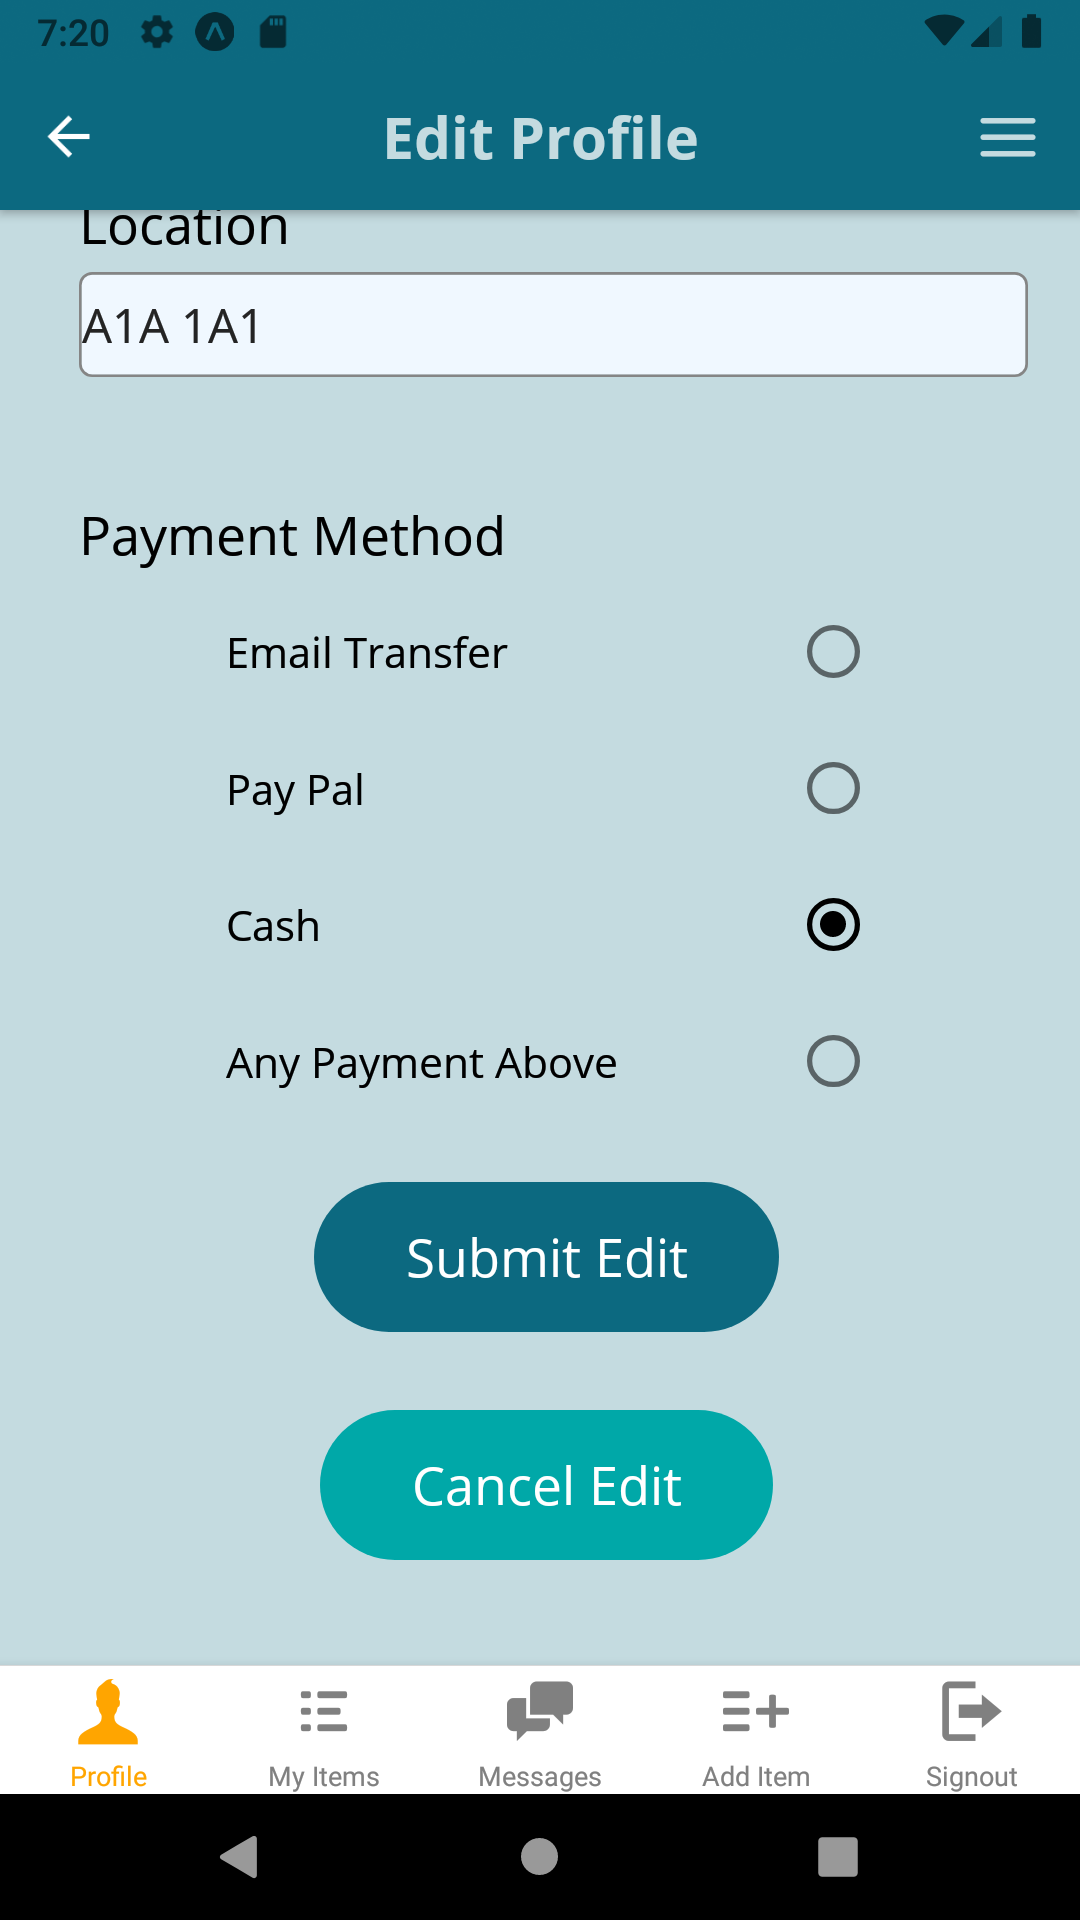 7:20
Edit Profile
Location
A1A 1A1
Payment Method
Email Transfer
Pay Pal
Cash
Any Payment Above
Submit Edit
Cancel Edit
Profile My Items Messages Add Item Signout